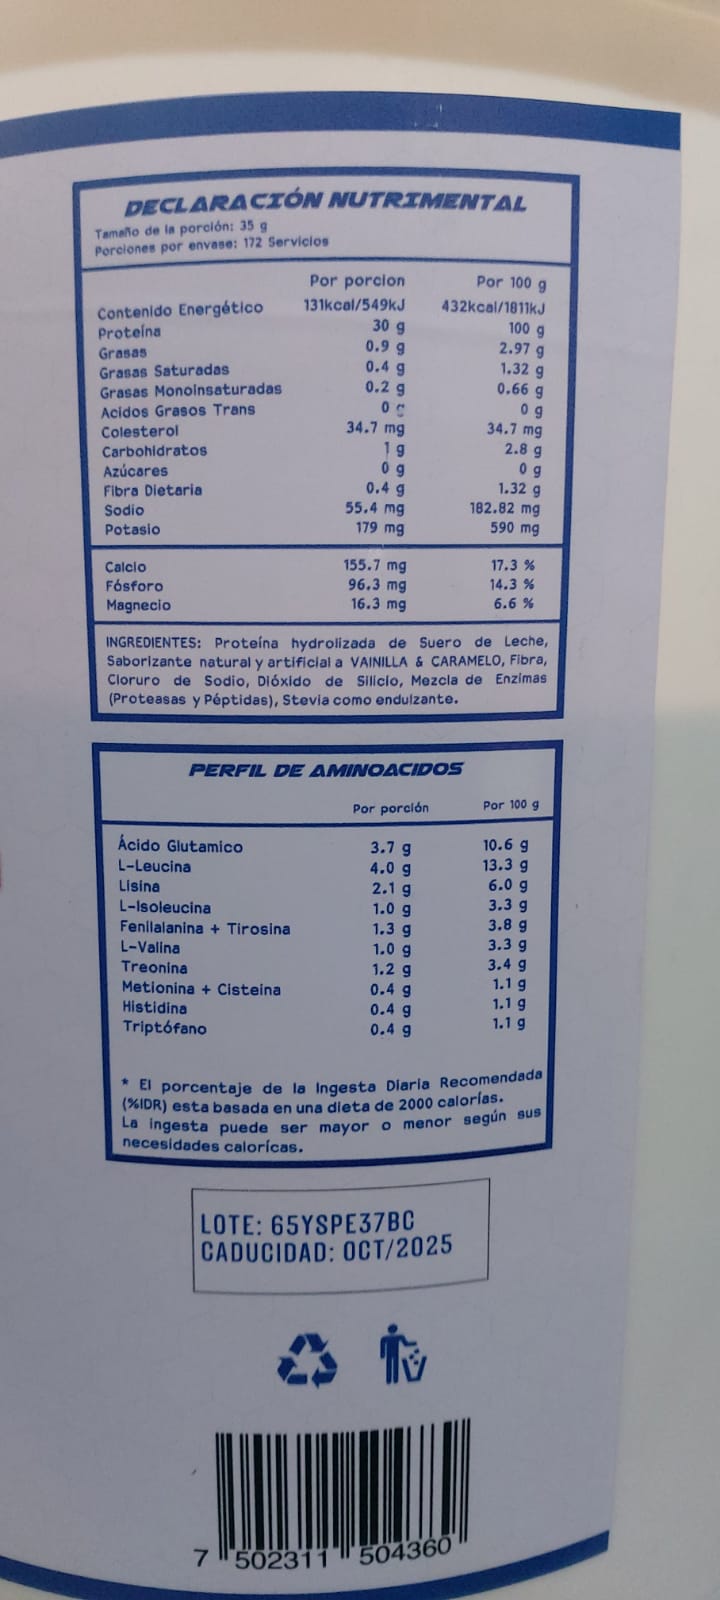 DECLARACIÓN NUTRIMENTAL
Tamaño de la porción: 35 g
Porciones por envase: 172 Servicios
Por porcion Por 100 g
Contenido Energético 131kcal/549kJ 432kcal/1811kJ
Proteína 30 g 100 g
Grasas 0.9 g 2.97 g
Grasas Saturadas 0.4 g 1.32 g
Grasas Monoinsaturadas 0.2 g 0.66 g
Acidos Grasos Trans 0 g 0 g
Colesterol 34.7 mg 34.7 mg
Carbohidratos 1 g 2.8 g
Azúcares 0 g 0 g
Fibra Dietaria 0.4 g 1.32 g
Sodio 55.4 mg 182.82 mg
Potasio 179 mg 590 mg
Calcio 155.7 mg 17.3 %
Fósforo 96.3 mg 14.3 %
Magnecio 16.3 mg 6.6 %
INGREDIENTES: Proteína hydrolizada de Suero de Leche,
Saborizante natural y artificial a VAINILLA & CARAMELO, Fibra,
Cloruro de Sodio, Dióxido de Silicio, Mezcla de Enzimas
(Proteasas y Péptidas), Stevia como endulzante.
PERFIL DE AMINOACIDOS
Por porción Por 100 g
Ácido Glutamico 3.7 g 10.6 g
L-Leucina 4.0 g 13.3 g
Lisina 2.1 g 6.0 g
L-Isoleucina 1.0 g 3.3 g
Fenilalanina + Tirosina 1.3 g 3.8 g
L-Valina 1.0 g 3.3 g
Treonina 1.2 g 3.4 g
Metionina + Cisteina 0.4 g 1.1 g
Histidina 0.4 g 1.1 g
Triptófano 0.4 g 1.1 g
* El porcentaje de la Ingesta Diaria Recomendada
(%IDR) esta basada en una dieta de 2000 calorías.
La ingesta puede ser mayor o menor según sus
necesidades calorícas.
LOTE: 65YSPE37BC
CADUCIDAD: OCT/2025
7 502311 504360